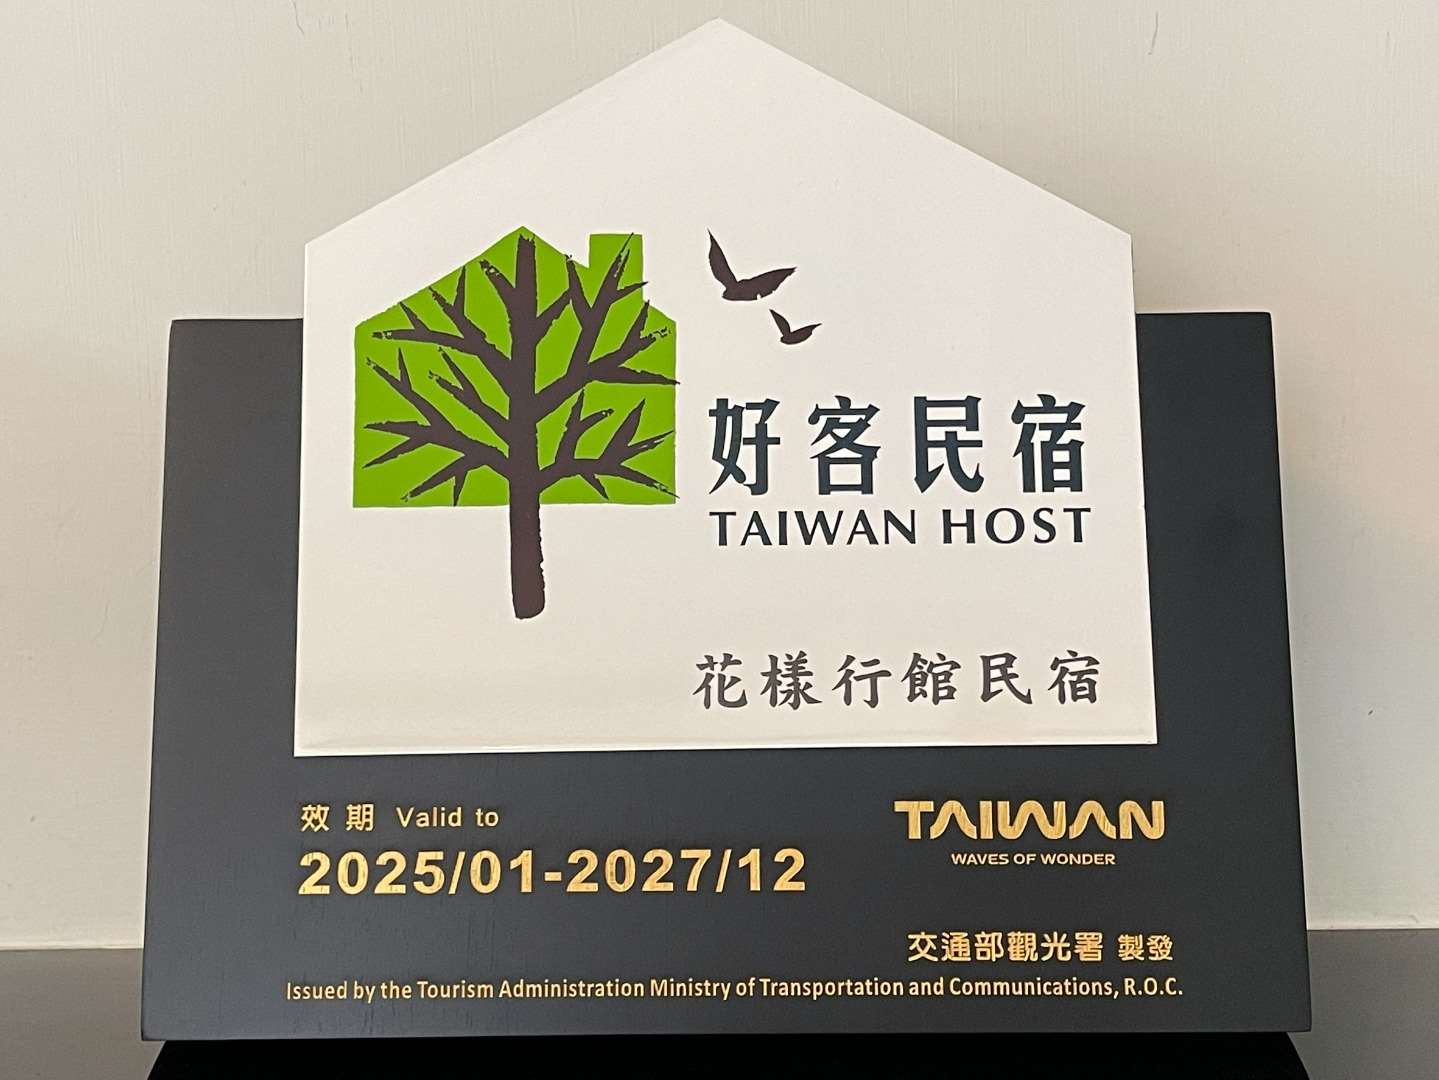 好客民宿
TAIWAN HOST
花樣行館民宿
效期 Valid to
2025/01-2027/12
TAIWAN
WAVES OF WONDER
交通部觀光署 製發
Issued by the Tourism Administration Ministry of Transportation and Communications, R.O.C.